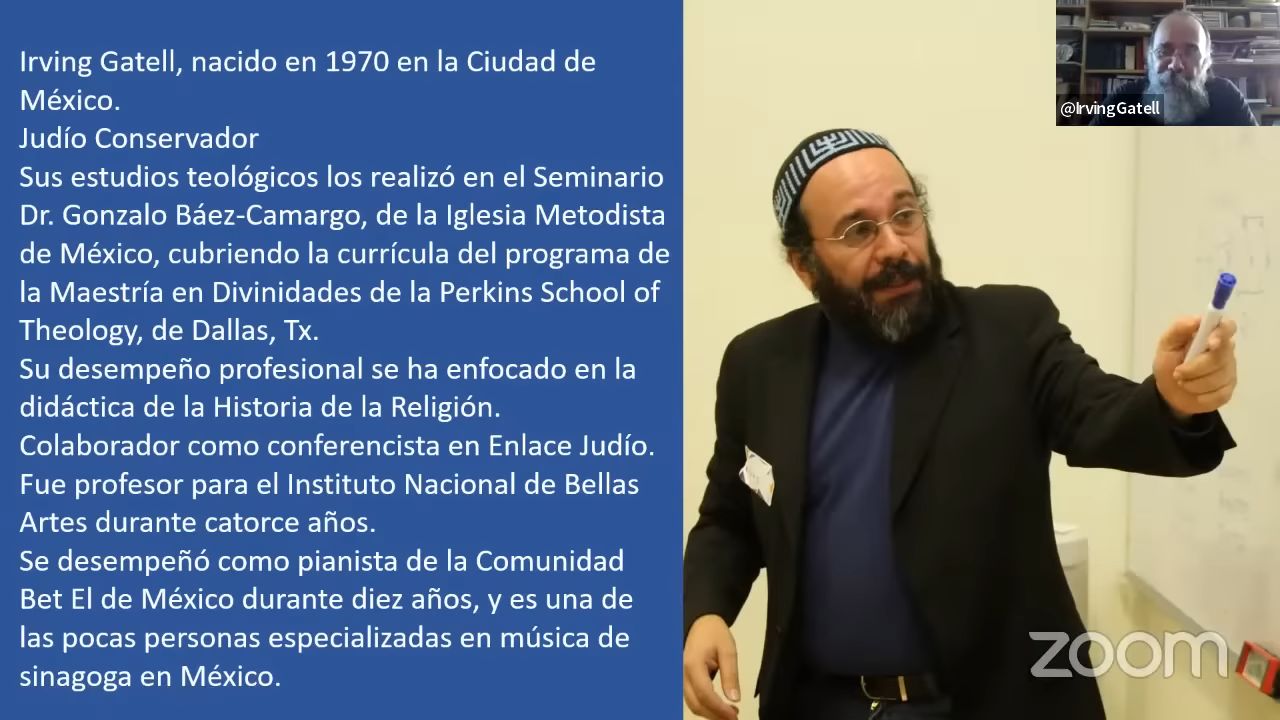 Irving Gatell, nacido en 1970 en la Ciudad de
México.
Judío Conservador
Sus estudios teológicos los realizó en el Seminario
Dr. Gonzalo Báez-Camargo, de la Iglesia Metodista
de México, cubriendo la currícula del programa de
la Maestría en Divinidades de la Perkins School of
Theology, de Dallas, Tx.
Su desempeño profesional se ha enfocado en la
didáctica de la Historia de la Religión.
Colaborador como conferencista en Enlace Judío.
Fue profesor para el Instituto Nacional de Bellas
Artes durante catorce años.
Se desempeñó como pianista de la Comunidad
Bet El de México durante diez años, y es una de
las pocas personas especializadas en música de
sinagoga en México.
@IrvingGatell
zoom